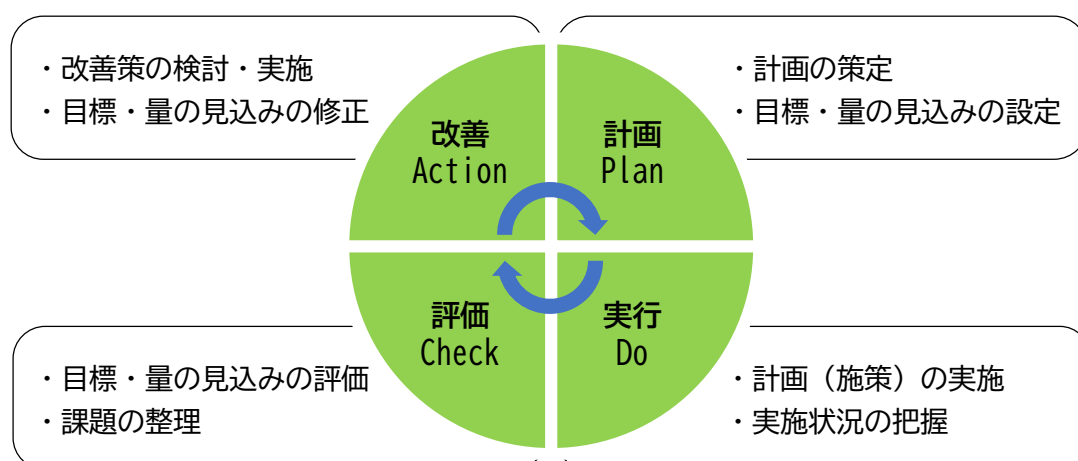 ・改善策の検討・実施
・目標・量の見込みの修正
・計画の策定
・目標・量の見込みの設定
改善
Action
計画
Plan
評価
Check
実行
Do
・目標・量の見込みの評価
・課題の整理
・計画（施策）の実施
・実施状況の把握